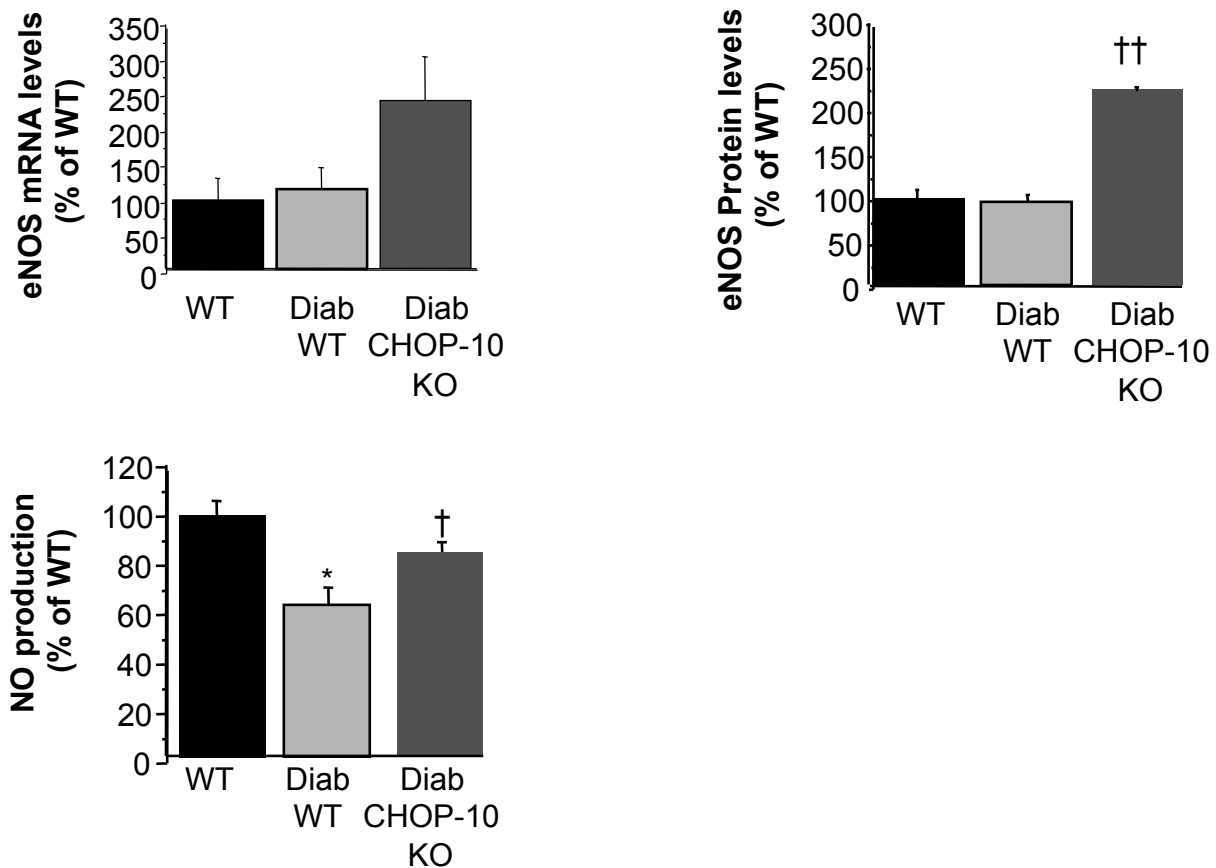 eNOS mRNA levels
(% of WT)
350
300
250
200
150
100
50
0
WT
Diab
WT
Diab
CHOP-10
KO
eNOS Protein levels
(% of WT)
300
250
200
150
100
50
0
††
WT
Diab
WT
Diab
CHOP-10
KO
NO production
(% of WT)
120
100
80
60
40
20
0
*
†
WT
Diab
WT
Diab
CHOP-10
KO